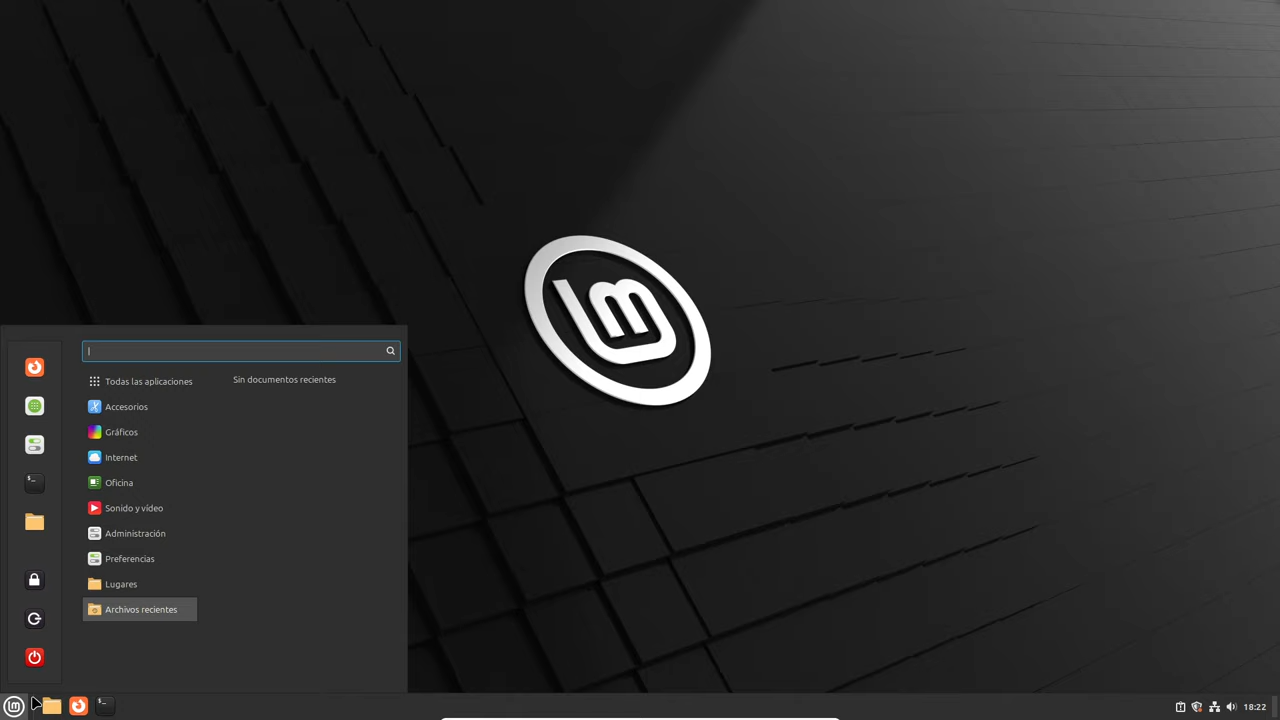 Todas las aplicaciones
Sin documentos recientes
Accesorios
Gráficos
Internet
Oficina
Sonido y vídeo
Administración
Preferencias
Lugares
Archivos recientes
18:22